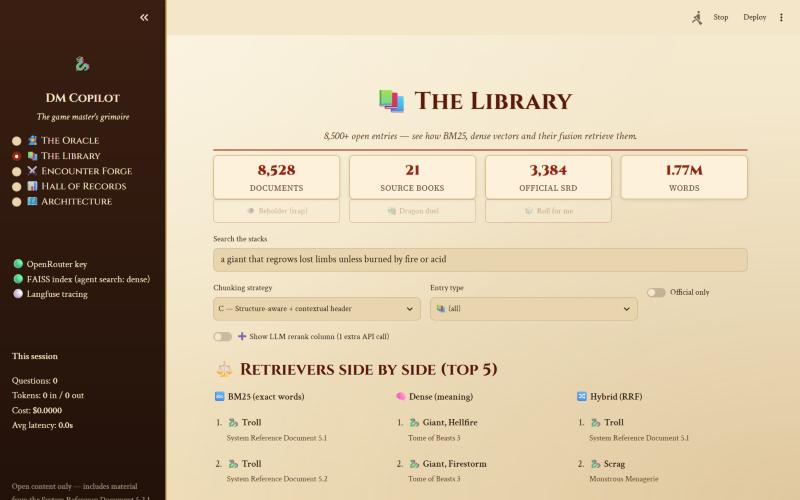 Stop
Deploy
DM Copilot
The game master's grimoire
The Oracle
The Library
Encounter Forge
Hall of Records
Architecture
OpenRouter key
FAISS index (agent search: dense)
Langfuse tracing
This session
Questions: 0
Tokens: 0 in / 0 out
Cost: $0.0000
Avg latency: 0.0s
Open content only — includes material
from the System Reference Document 5.2.1
The Library
8,500+ open entries — see how BM25, dense vectors and their fusion retrieve them.
8,528
DOCUMENTS
21
SOURCE BOOKS
3,384
OFFICIAL SRD
1.77M
WORDS
Beholder (trap)
Dragon duel
Roll for me
Search the stacks
a giant that regrows lost limbs unless burned by fire or acid
Chunking strategy
C — Structure-aware + contextual header
Entry type
(all)
Official only
Show LLM rerank column (1 extra API call)
Retrievers side by side (top 5)
BM25 (exact words)
Dense (meaning)
Hybrid (RRF)
1. Troll
System Reference Document 5.1
1. Giant, Hellfire
Tome of Beasts 3
1. Troll
System Reference Document 5.1
2. Troll
System Reference Document 5.2
2. Giant, Firestorm
Tome of Beasts 3
2. Scrag
Monstrous Menagerie